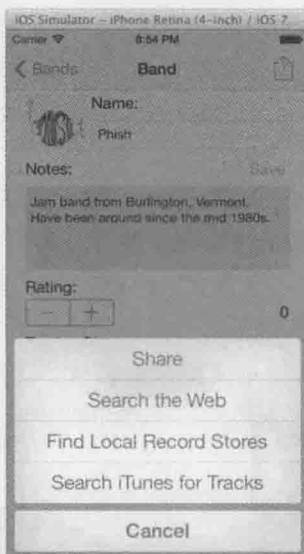 iOS Simulator – iPhone Retina (4-inch) / iOS 7
Carrier 8:54 PM
Bands Band
Name:
Phish
Notes: Save
Jam band from Burlington, Vermont.
Have been around since the mid 1980s.
Rating:
− + 0
Share
Search the Web
Find Local Record Stores
Search iTunes for Tracks
Cancel